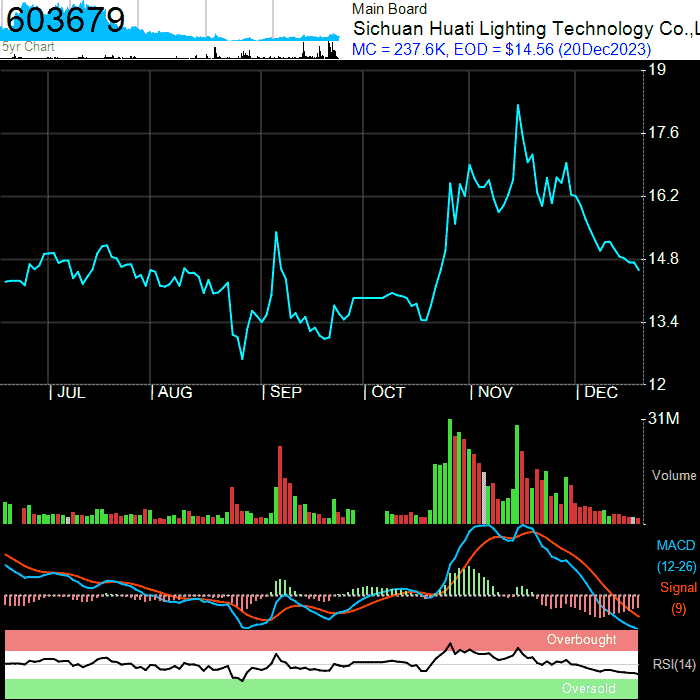 603679
5yr Chart
Main Board
Sichuan Huati Lighting Technology Co.,L
MC = 237.6K, EOD = $14.56 (20Dec2023)
19
17.6
16.2
14.8
13.4
12
JUL
AUG
SEP
OCT
NOV
DEC
31M
Volume
MACD
(12-26)
Signal
(9)
Overbought
RSI(14)
Oversold